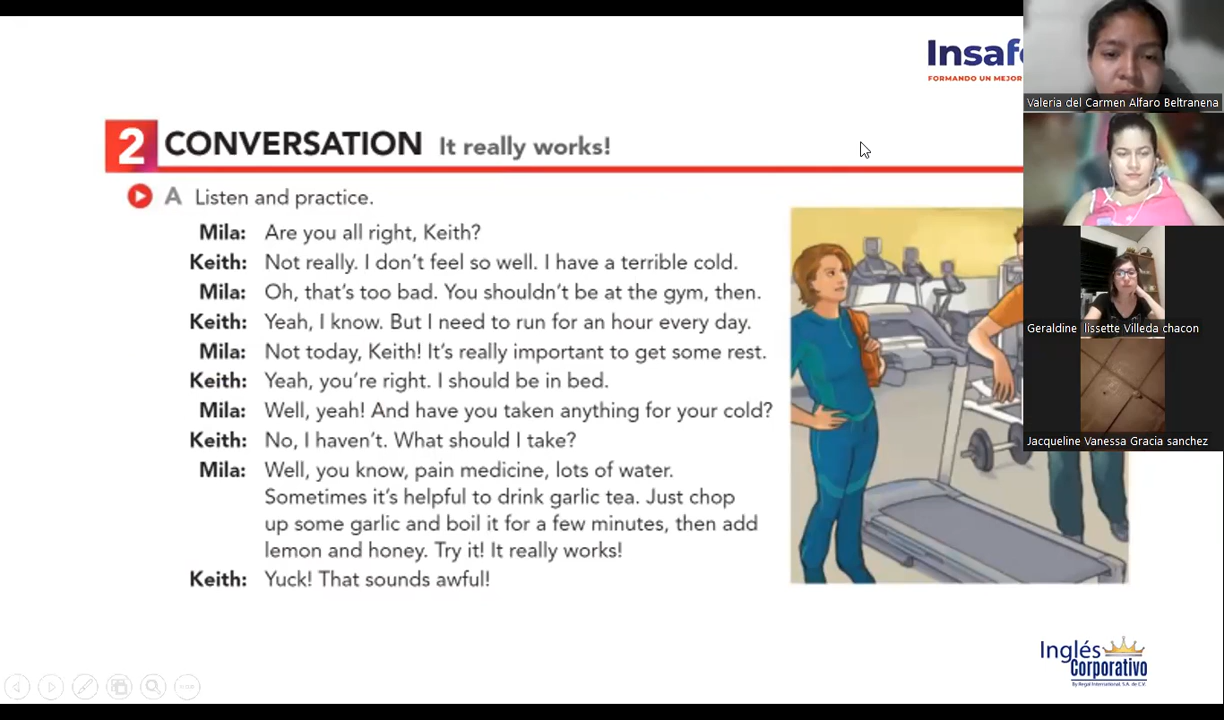 Insafo
FORMANDO UN MEJOR
2 CONVERSATION It really works!
A Listen and practice.
Mila: Are you all right, Keith?
Keith: Not really. I don't feel so well. I have a terrible cold.
Mila: Oh, that's too bad. You shouldn't be at the gym, then.
Keith: Yeah, I know. But I need to run for an hour every day.
Mila: Not today, Keith! It's really important to get some rest.
Keith: Yeah, you're right. I should be in bed.
Mila: Well, yeah! And have you taken anything for your cold?
Keith: No, I haven't. What should I take?
Mila: Well, you know, pain medicine, lots of water.
Sometimes it's helpful to drink garlic tea. Just chop
up some garlic and boil it for a few minutes, then add
lemon and honey. Try it! It really works!
Keith: Yuck! That sounds awful!
Valeria del Carmen Alfaro Beltranena
Geraldine lissette Villeda chacon
Jacqueline Vanessa Gracia sanchez
Inglés
Corporativo
By Regal International, S.A. de C.V.